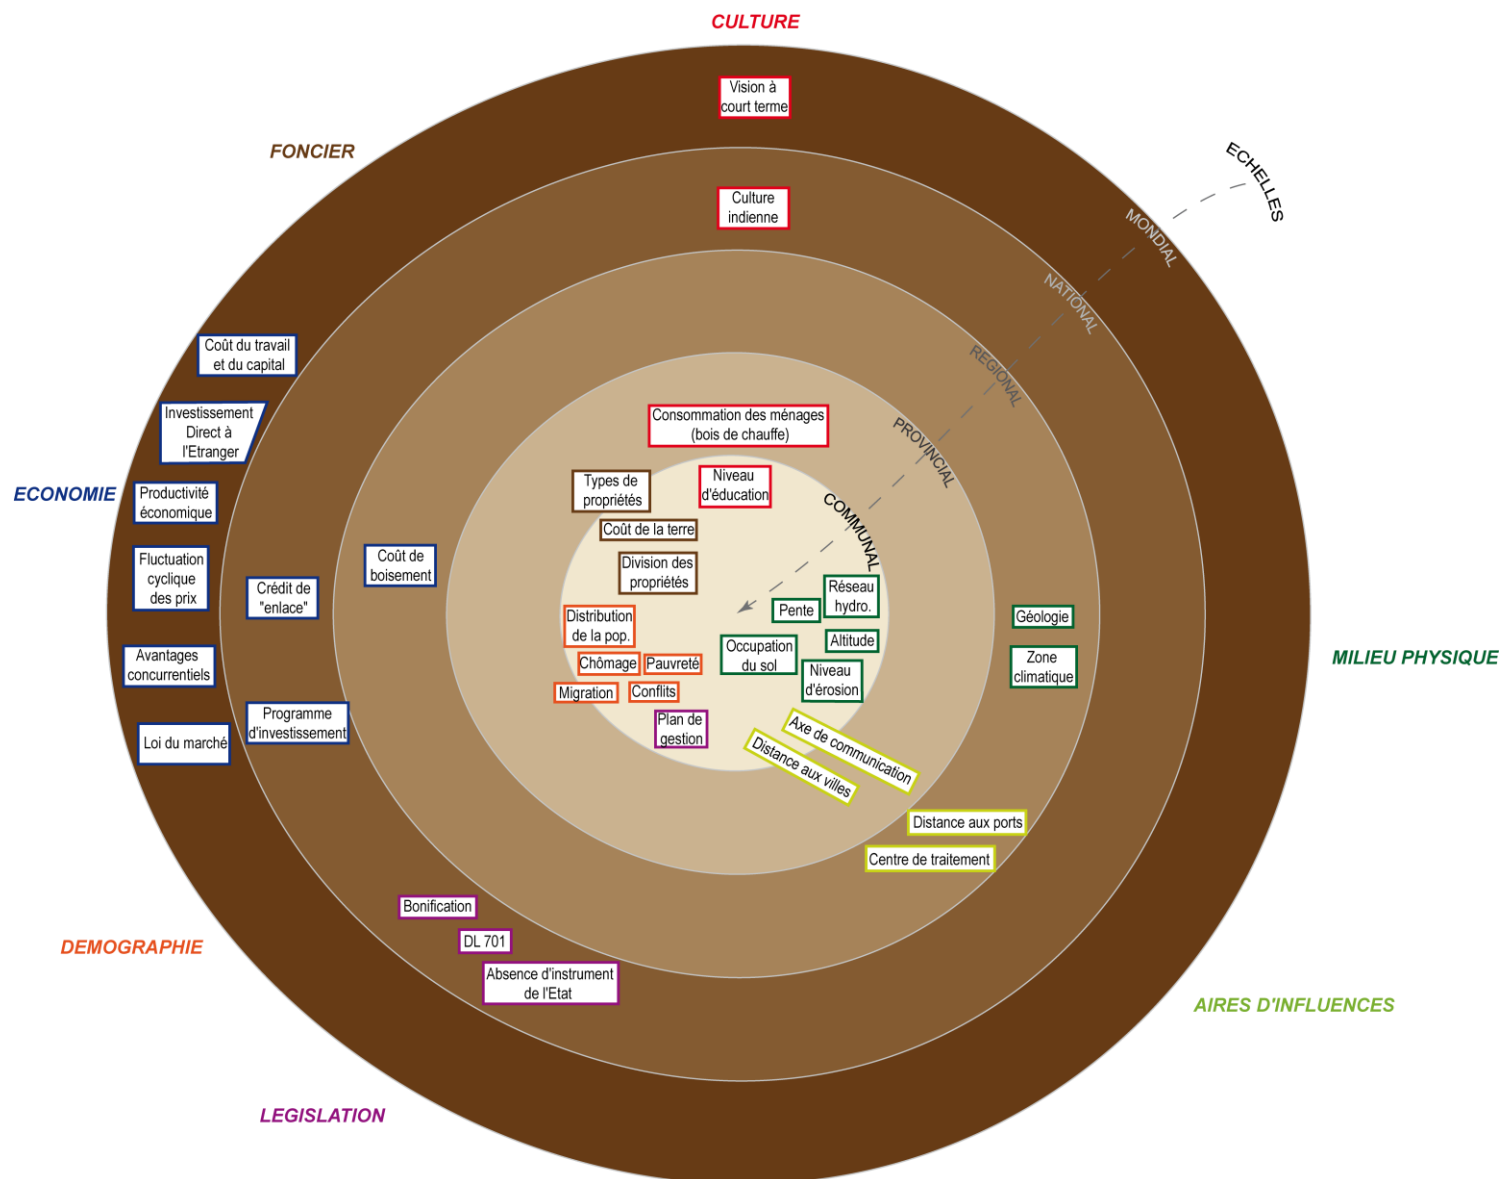 CULTURE
Vision à
court terme
FONCIER
ECHELLES
Culture
indienne
MONDIAL
NATIONAL
REGIONAL
PROVINCIAL
COMMUNAL
Coût du travail
et du capital
Investissement
Direct à
l'Etranger
ECONOMIE
Productivité
économique
Fluctuation
cyclique
des prix
Avantages
concurrentiels
Loi du marché
Crédit de
"enlace"
Programme
d'investissement
Coût de
boisement
Consommation des ménages
(bois de chauffe)
Niveau
d'éducation
Types de
propriétés
Coût de la terre
Division des
propriétés
Distribution
de la pop.
Chômage
Pauvreté
Migration
Conflits
Plan de
gestion
Réseau
hydro.
Pente
Altitude
Occupation
du sol
Niveau
d'érosion
Géologie
Zone
climatique
MILIEU PHYSIQUE
Axe de communication
Distance aux villes
Distance aux ports
Centre de traitement
Bonification
DL 701
Absence d'instrument
de l'Etat
DEMOGRAPHIE
AIRES D'INFLUENCES
LEGISLATION